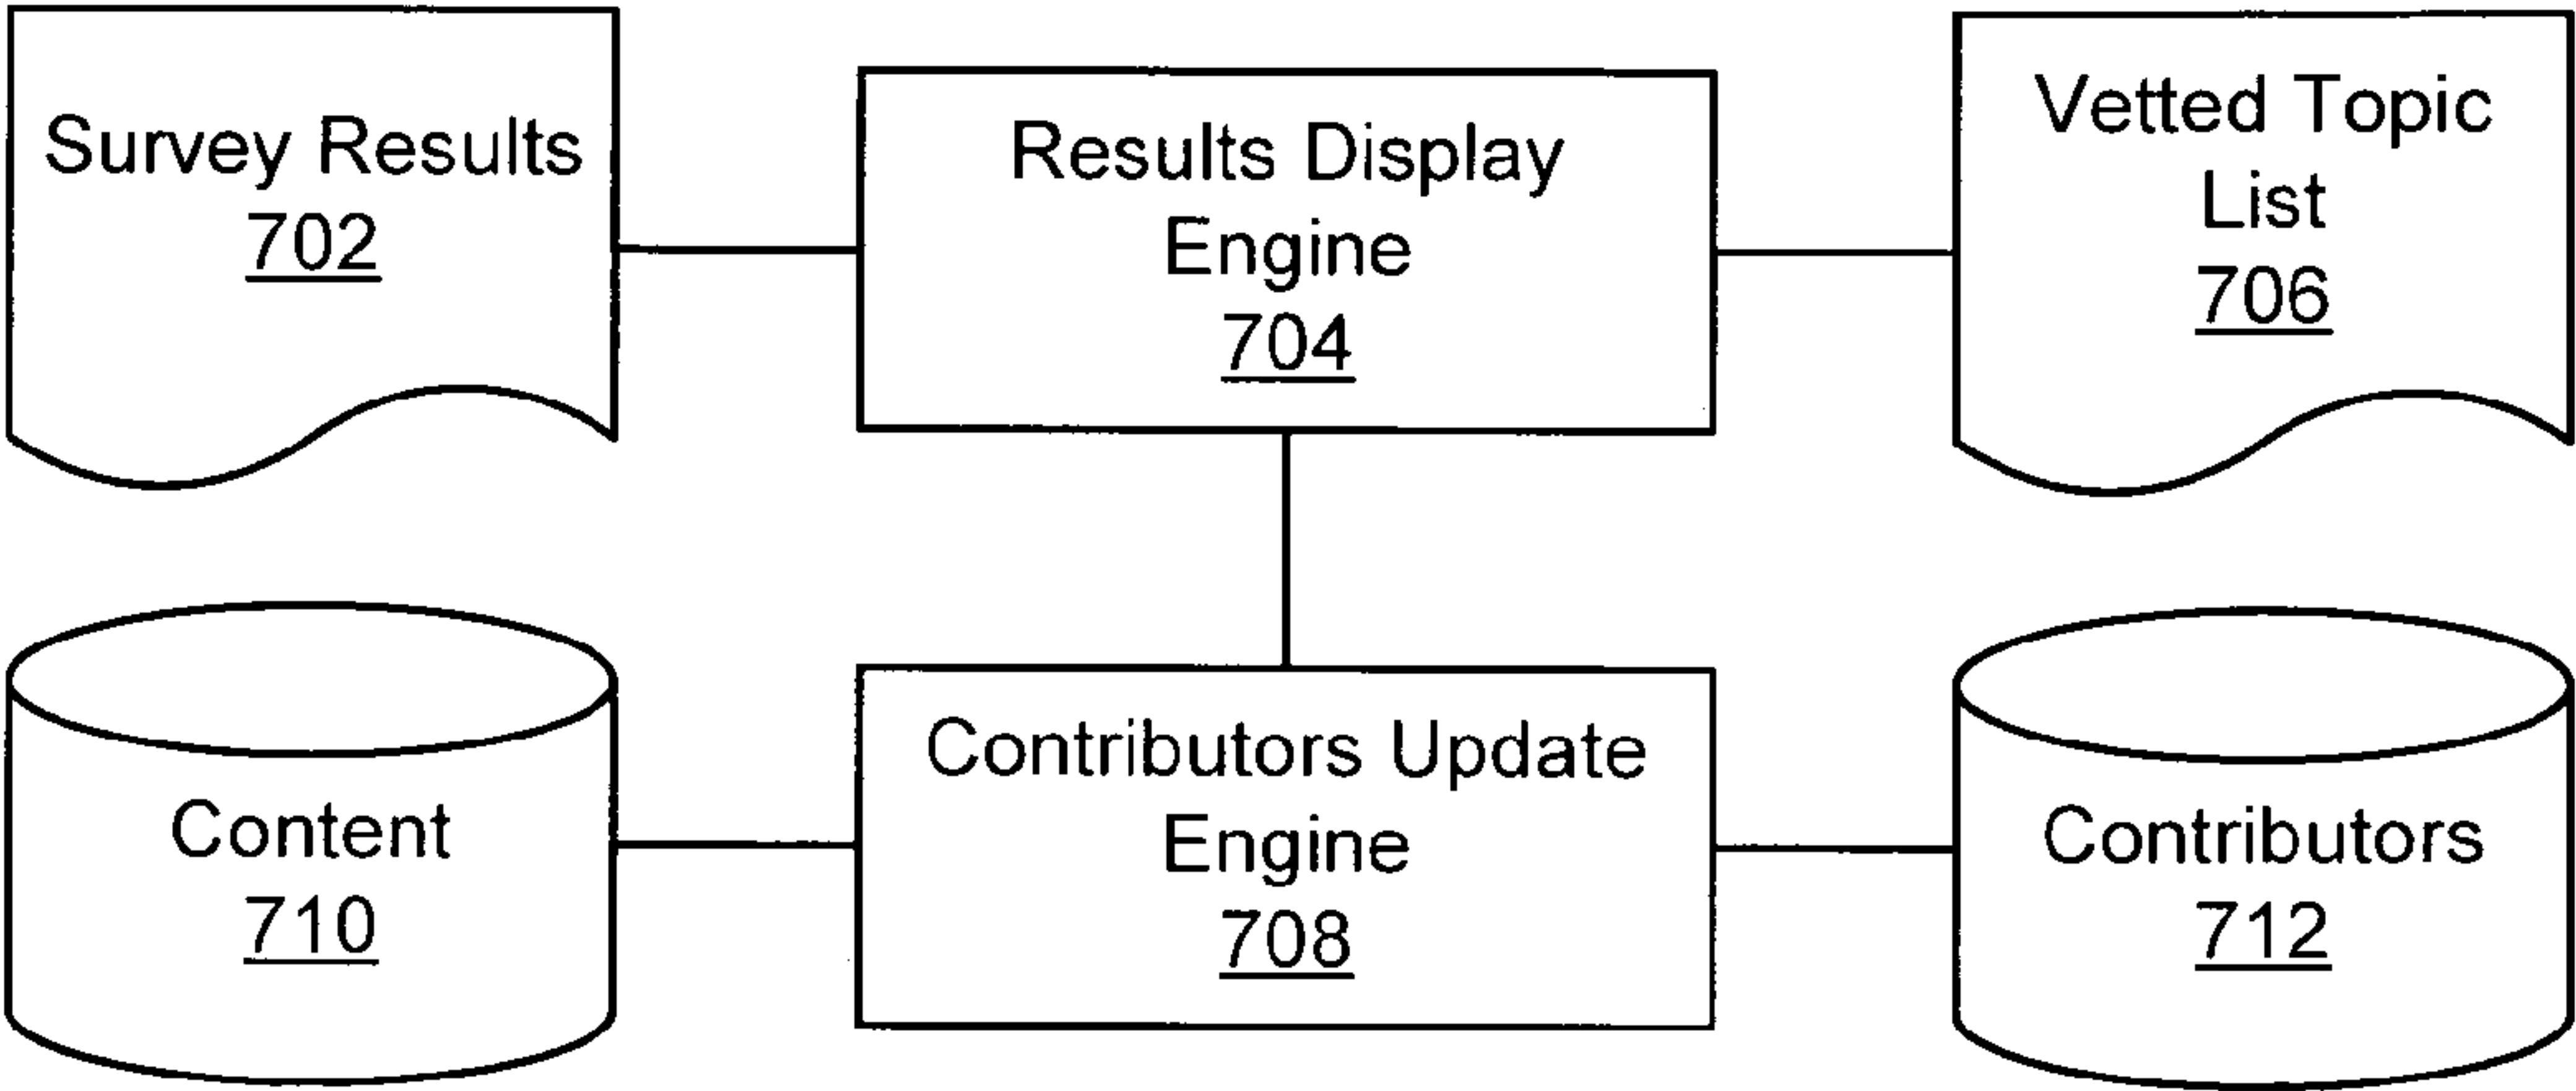 Survey Results
702
Results Display
Engine
704
Vetted Topic
List
706
Content
710
Contributors Update
Engine
708
Contributors
712